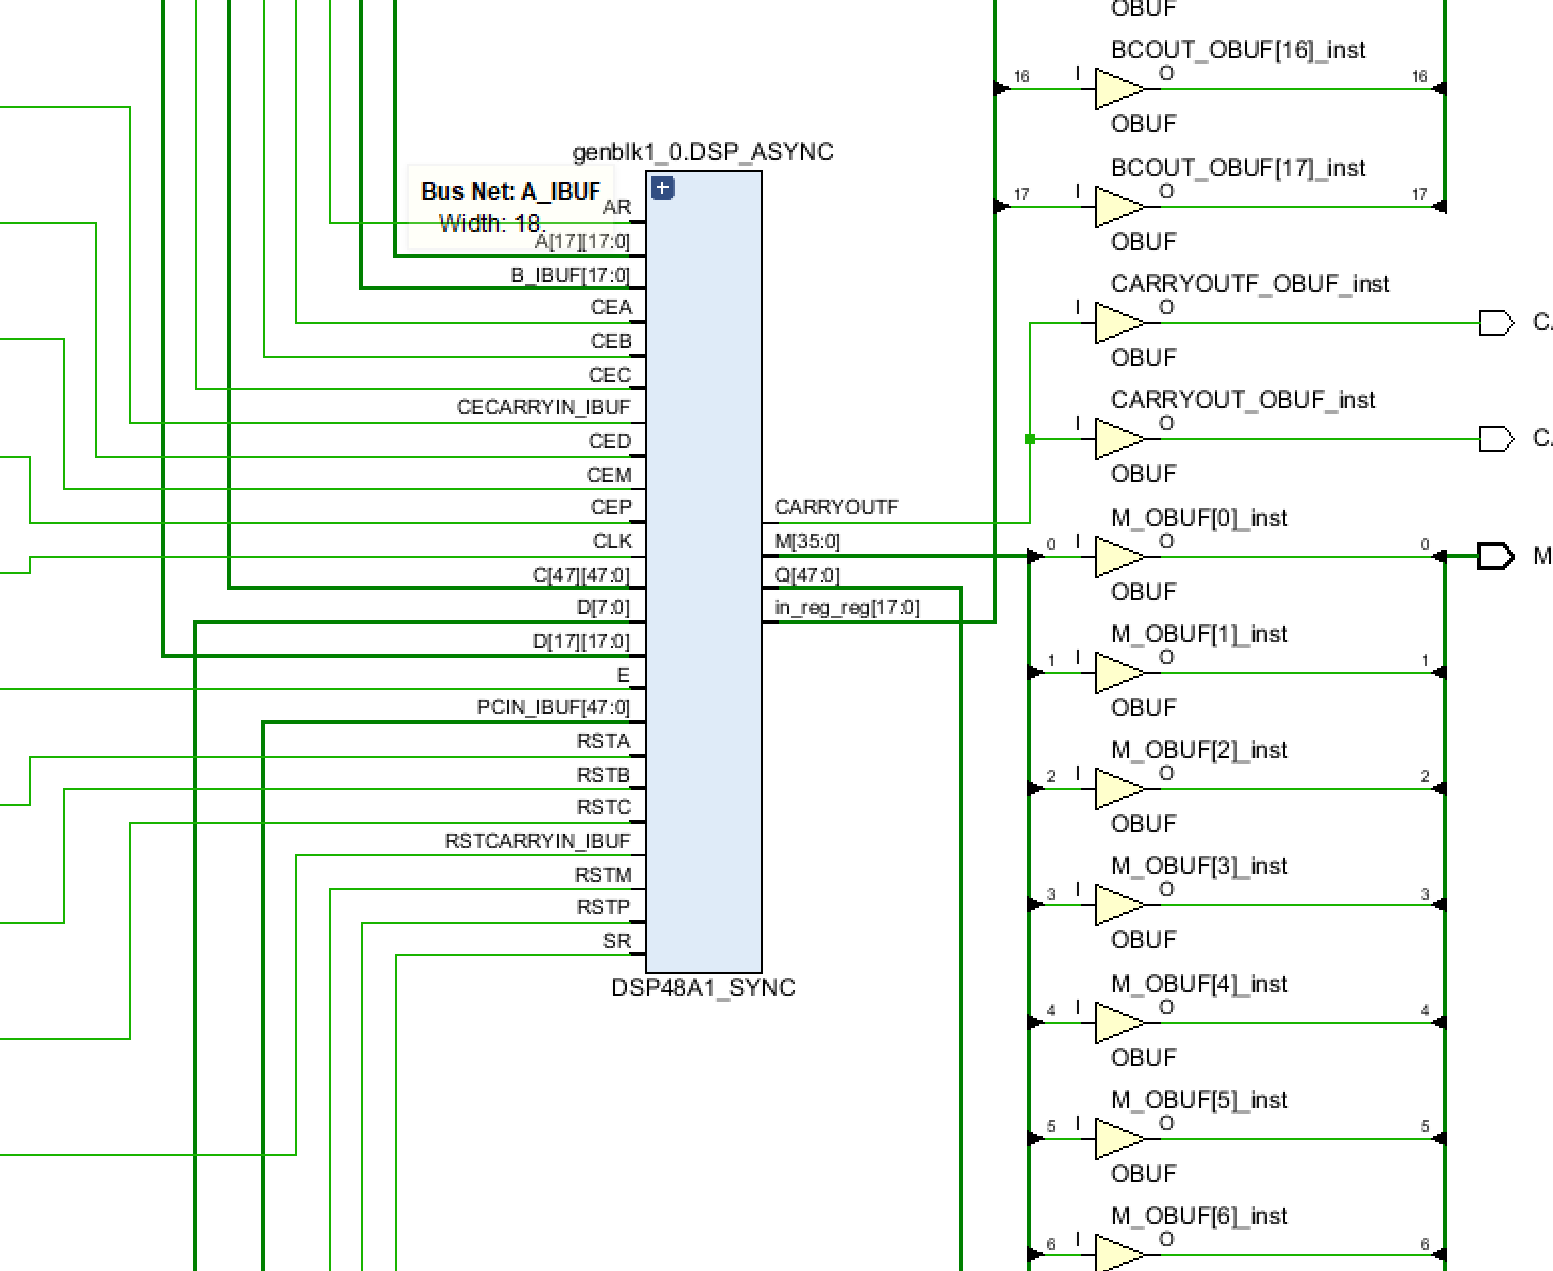 OBUF
BCOUT_OBUF[16]_inst
16 I O 16
OBUF
genblk1_0.DSP_ASYNC
BCOUT_OBUF[17]_inst
17 I O 17
OBUF
Bus Net: A_IBUF
Width: 18
AR
A[17][17:0]
B_IBUF[17:0]
CEA
CEB
CEC
CECARRYIN_IBUF
CED
CEM
CEP
CLK
C[47][47:0]
D[7:0]
D[17][17:0]
E
PCIN_IBUF[47:0]
RSTA
RSTB
RSTC
RSTCARRYIN_IBUF
RSTM
RSTP
SR
CARRYOUTF
M[35:0]
Q[47:0]
in_reg_reg[17:0]
DSP48A1_SYNC
CARRYOUTF_OBUF_inst
I O
OBUF
CARRYOUT_OBUF_inst
I O
OBUF
M_OBUF[0]_inst
0 I O 0 M
OBUF
M_OBUF[1]_inst
1 I O 1
OBUF
M_OBUF[2]_inst
2 I O 2
OBUF
M_OBUF[3]_inst
3 I O 3
OBUF
M_OBUF[4]_inst
4 I O 4
OBUF
M_OBUF[5]_inst
5 I O 5
OBUF
M_OBUF[6]_inst
6 I O 6